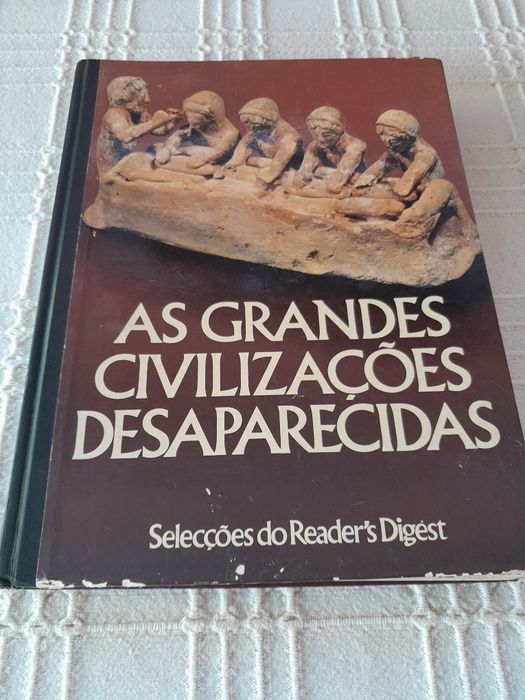 AS GRANDES
CIVILIZAÇÕES
DESAPARECIDAS
Selecções do Reader's Digest